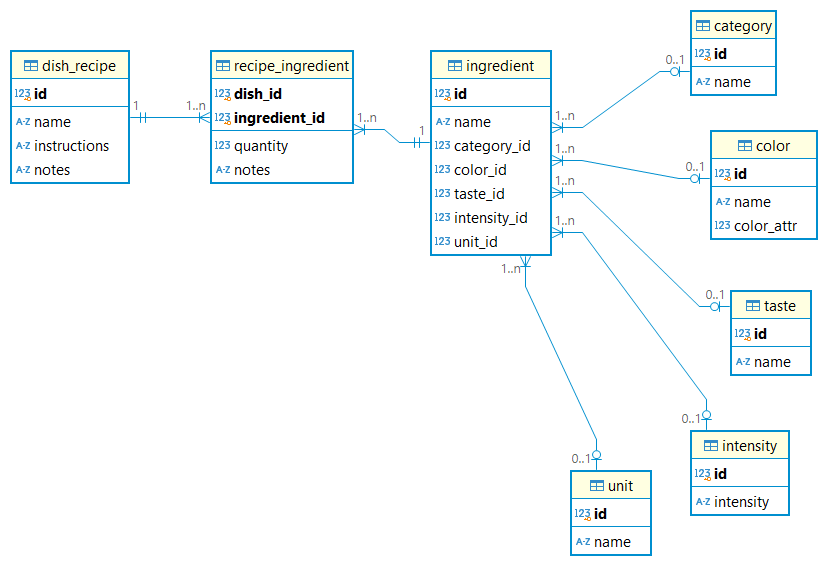 dish_recipe
123 id
A-Z name
A-Z instructions
A-Z notes
1
1..n
recipe_ingredient
123 dish_id
123 ingredient_id
123 quantity
A-Z notes
1..n
1
ingredient
123 id
A-Z name
123 category_id
123 color_id
123 taste_id
123 intensity_id
123 unit_id
1..n
1..n
1..n
1..n
1..n
0..1
category
123 id
A-Z name
0..1
color
123 id
A-Z name
123 color_attr
0..1
taste
123 id
A-Z name
0..1
intensity
123 id
A-Z intensity
0..1
unit
123 id
A-Z name